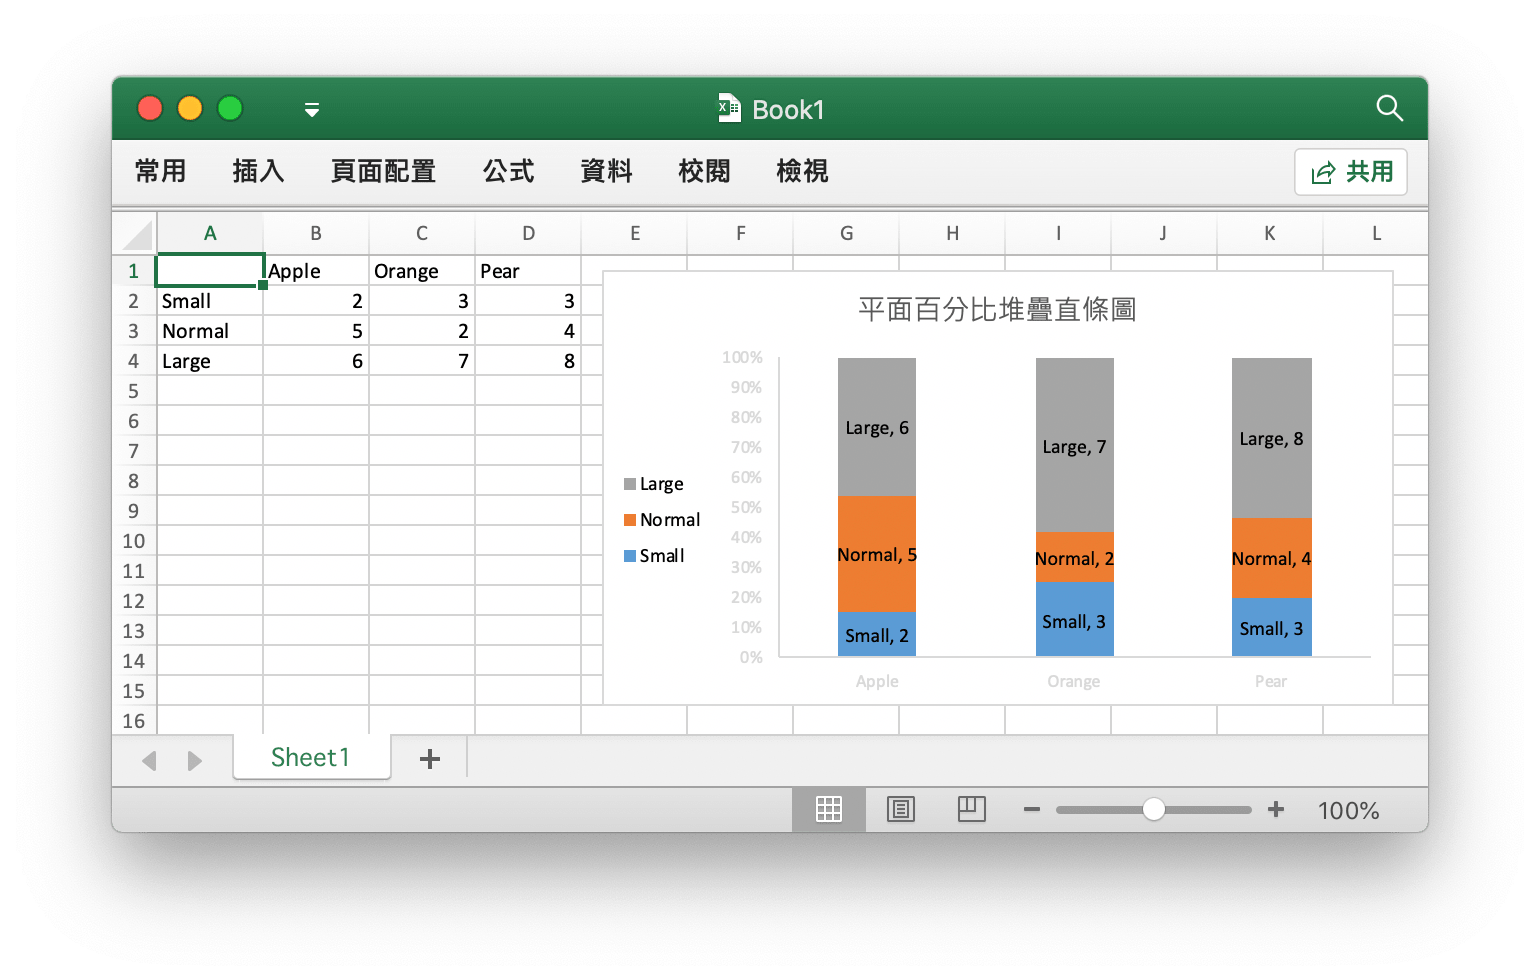 Book1
常用 插入 頁面配置 公式 資料 校閱 檢視 共用
A B C D E F G H I J K L
1 Apple Orange Pear
2 Small 2 3 3
3 Normal 5 2 4
4 Large 6 7 8
5
6
7
8
9
10
11
12
13
14
15
16
平面百分比堆疊直條圖
100%
90%
80%
70%
60%
50%
40%
30%
20%
10%
0%
Large
Normal
Small
Large, 6 Large, 7 Large, 8
Normal, 5 Normal, 2 Normal, 4
Small, 2 Small, 3 Small, 3
Apple Orange Pear
Sheet1
100%